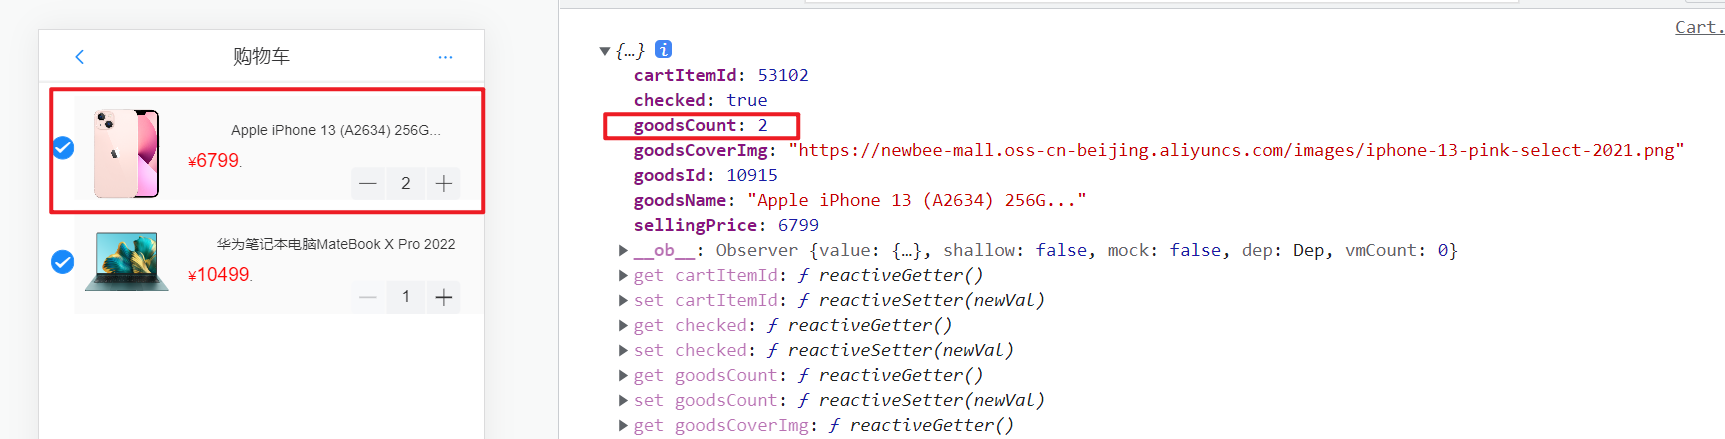 购物车
...
Apple iPhone 13 (A2634) 256G...
¥6799.
— 2 +
华为笔记本电脑MateBook X Pro 2022
¥10499.
— 1 +
Cart.
▼{…} i
cartItemId: 53102
checked: true
goodsCount: 2
goodsCoverImg: "https://newbee-mall.oss-cn-beijing.aliyuncs.com/images/iphone-13-pink-select-2021.png"
goodsId: 10915
goodsName: "Apple iPhone 13 (A2634) 256G..."
sellingPrice: 6799
▶__ob__: Observer {value: {…}, shallow: false, mock: false, dep: Dep, vmCount: 0}
▶get cartItemId: ƒ reactiveGetter()
▶set cartItemId: ƒ reactiveSetter(newVal)
▶get checked: ƒ reactiveGetter()
▶set checked: ƒ reactiveSetter(newVal)
▶get goodsCount: ƒ reactiveGetter()
▶set goodsCount: ƒ reactiveSetter(newVal)
▶get goodsCoverImg: ƒ reactiveGetter()